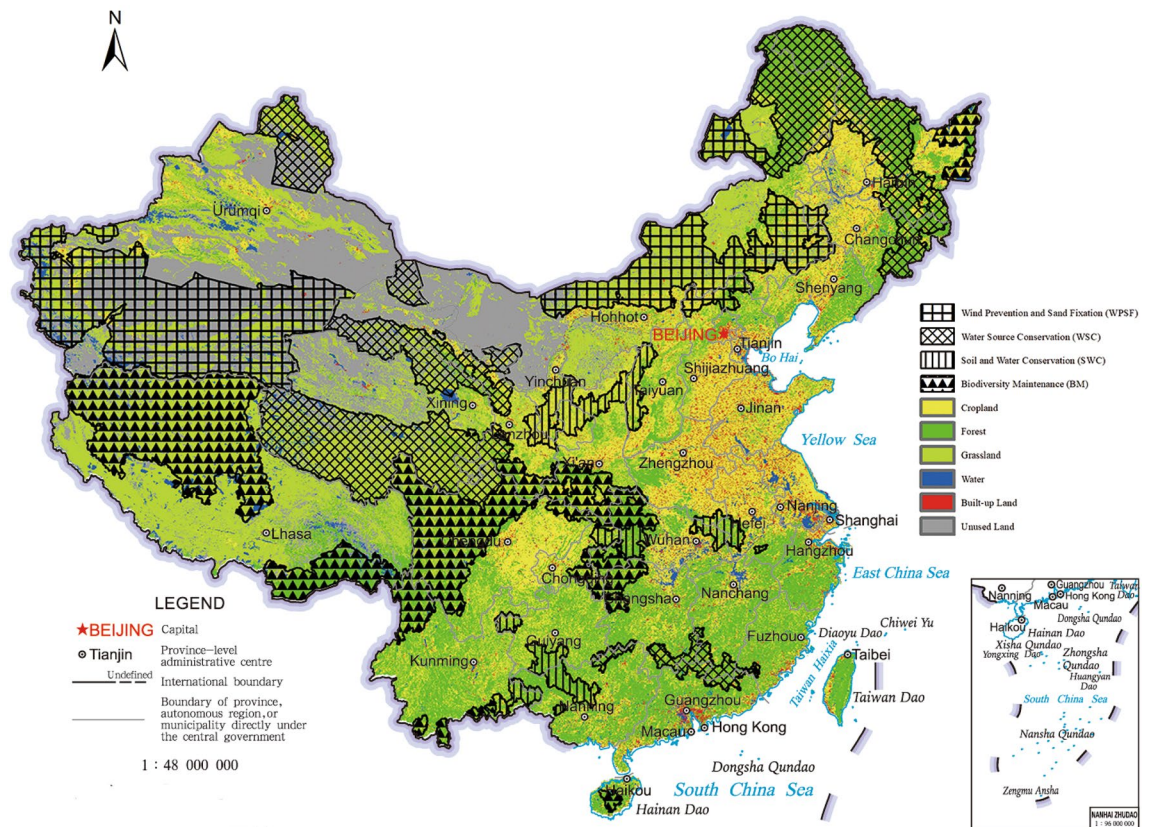 N
Urumqi
Harbin
Changchun
Shenyang
Hohhot
BEIJING
Tianjin
Bo Hai
Shijiazhuang
Yinchuan
Taiyuan
Xining
Jinan
Lanzhou
Yellow Sea
Xi'an
Zhengzhou
Nanjing
Hefei
Shanghai
Lhasa
Chengdu
Wuhan
Hangzhou
East China Sea
Chongqing
Nanchang
Changsha
Guiyang
Fuzhou
Diaoyu Dao
Chiwei Yu
Kunming
Taibei
Taiwan Haixia
Taiwan Dao
Nanning
Guangzhou
Macau
Hong Kong
Dongsha Qundao
Haikou
South China Sea
Hainan Dao
Wind Prevention and Sand Fixation (WPSF)
Water Source Conservation (WSC)
Soil and Water Conservation (SWC)
Biodiversity Maintenance (BM)
Cropland
Forest
Grassland
Water
Built-up Land
Unused Land
LEGEND
BEIJING Capital
Tianjin Province-level
administrative centre
Undefined International boundary
Boundary of province,
autonomous region, or
municipality directly under
the central government
1 : 48 000 000
Guangzhou
Taiwan
Dao
Nanning
Hong Kong
Macau
Dongsha Qundao
Haikou
Hainan Dao
Xisha Qundao
Yongxing Dao
Zhongsha
Qundao
Huangyan
Dao
South China Sea
Nansha Qundao
Zengmu Ansha
NANHAI ZHUDAO
1 : 96 000 000